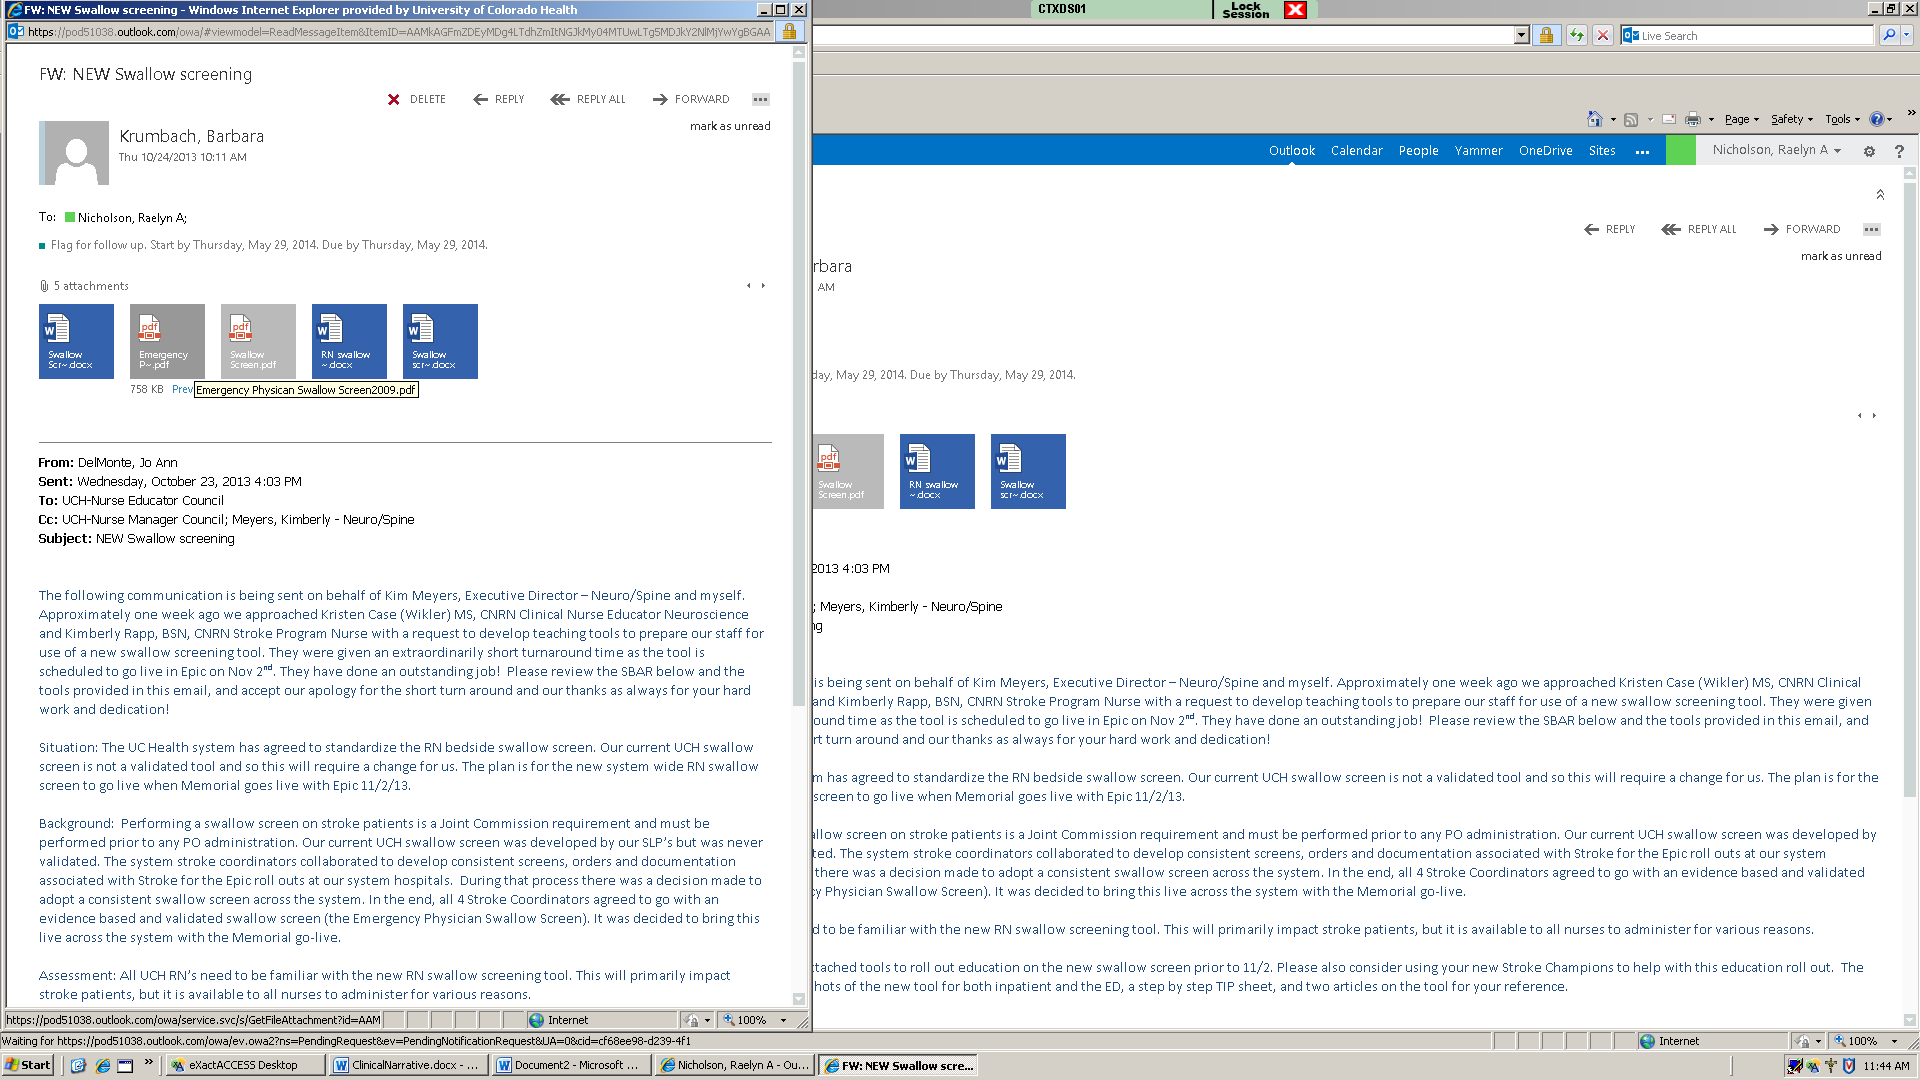 FW: NEW Swallow screening - Windows Internet Explorer provided by University of Colorado Health
FW: NEW Swallow screening
DELETE REPLY REPLY ALL FORWARD
mark as unread
Krumbach, Barbara
Thu 10/24/2013 10:11 AM
To: Nicholson, Raelyn A;
Flag for follow up. Start by Thursday, May 29, 2014. Due by Thursday, May 29, 2014.
5 attachments
Swallow Scr~.docx
Emergency P~.pdf
Swallow Screen.pdf
RN swallow ~.docx
Swallow scr~.docx
758 KB Prev
Emergency Physican Swallow Screen2009.pdf
From: DelMonte, Jo Ann
Sent: Wednesday, October 23, 2013 4:03 PM
To: UCH-Nurse Educator Council
Cc: UCH-Nurse Manager Council; Meyers, Kimberly - Neuro/Spine
Subject: NEW Swallow screening
The following communication is being sent on behalf of Kim Meyers, Executive Director – Neuro/Spine and myself.
Approximately one week ago we approached Kristen Case (Wikler) MS, CNRN Clinical Nurse Educator Neuroscience
and Kimberly Rapp, BSN, CNRN Stroke Program Nurse with a request to develop teaching tools to prepare our staff for
use of a new swallow screening tool. They were given an extraordinarily short turnaround time as the tool is
scheduled to go live in Epic on Nov 2nd. They have done an outstanding job! Please review the SBAR below and the
tools provided in this email, and accept our apology for the short turn around and our thanks as always for your hard
work and dedication!
Situation: The UC Health system has agreed to standardize the RN bedside swallow screen. Our current UCH swallow
screen is not a validated tool and so this will require a change for us. The plan is for the new system wide RN swallow
screen to go live when Memorial goes live with Epic 11/2/13.
Background: Performing a swallow screen on stroke patients is a Joint Commission requirement and must be
performed prior to any PO administration. Our current UCH swallow screen was developed by our SLP's but was never
validated. The system stroke coordinators collaborated to develop consistent screens, orders and documentation
associated with Stroke for the Epic roll outs at our system hospitals. During that process there was a decision made to
adopt a consistent swallow screen across the system. In the end, all 4 Stroke Coordinators agreed to go with an
evidence based and validated swallow screen (the Emergency Physician Swallow Screen). It was decided to bring this
live across the system with the Memorial go-live.
Assessment: All UCH RN's need to be familiar with the new RN swallow screening tool. This will primarily impact
stroke patients, but it is available to all nurses to administer for various reasons.
https://pod51038.outlook.com/owa/service.svc/s/GetFileAttachment?id=AAM
Internet
100%
CTXDS01
Lock Session
Live Search
Page Safety Tools
Outlook Calendar People Yammer OneDrive Sites
Nicholson, Raelyn A
REPLY REPLY ALL FORWARD
mark as unread
rbara
AM
day, May 29, 2014. Due by Thursday, May 29, 2014.
Swallow Screen.pdf
RN swallow ~.docx
Swallow scr~.docx
2013 4:03 PM
; Meyers, Kimberly - Neuro/Spine
ng
is being sent on behalf of Kim Meyers, Executive Director – Neuro/Spine and myself. Approximately one week ago we approached Kristen Case (Wikler) MS, CNRN Clinical
and Kimberly Rapp, BSN, CNRN Stroke Program Nurse with a request to develop teaching tools to prepare our staff for use of a new swallow screening tool. They were given
ound time as the tool is scheduled to go live in Epic on Nov 2nd. They have done an outstanding job! Please review the SBAR below and the tools provided in this email, and
rt turn around and our thanks as always for your hard work and dedication!
m has agreed to standardize the RN bedside swallow screen. Our current UCH swallow screen is not a validated tool and so this will require a change for us. The plan is for the
screen to go live when Memorial goes live with Epic 11/2/13.
allow screen on stroke patients is a Joint Commission requirement and must be performed prior to any PO administration. Our current UCH swallow screen was developed by
ted. The system stroke coordinators collaborated to develop consistent screens, orders and documentation associated with Stroke for the Epic roll outs at our system
there was a decision made to adopt a consistent swallow screen across the system. In the end, all 4 Stroke Coordinators agreed to go with an evidence based and validated
cy Physician Swallow Screen). It was decided to bring this live across the system with the Memorial go-live.
d to be familiar with the new RN swallow screening tool. This will primarily impact stroke patients, but it is available to all nurses to administer for various reasons.
ttached tools to roll out education on the new swallow screen prior to 11/2. Please also consider using your new Stroke Champions to help with this education roll out. The
hots of the new tool for both inpatient and the ED, a step by step TIP sheet, and two articles on the tool for your reference.
Waiting for https://pod51038.outlook.com/owa/ev.owa2?ns=PendingRequest&ev=PendingNotificationRequest&UA=0&cid=cf68ee98-d239-4f1
Internet
100%
Start
eXactACCESS Desktop
ClinicalNarrative.docx - ...
Document2 - Microsoft ...
Nicholson, Raelyn A - Ou...
FW: NEW Swallow scre...
11:44 AM